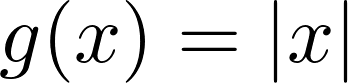 g(x) = |x|